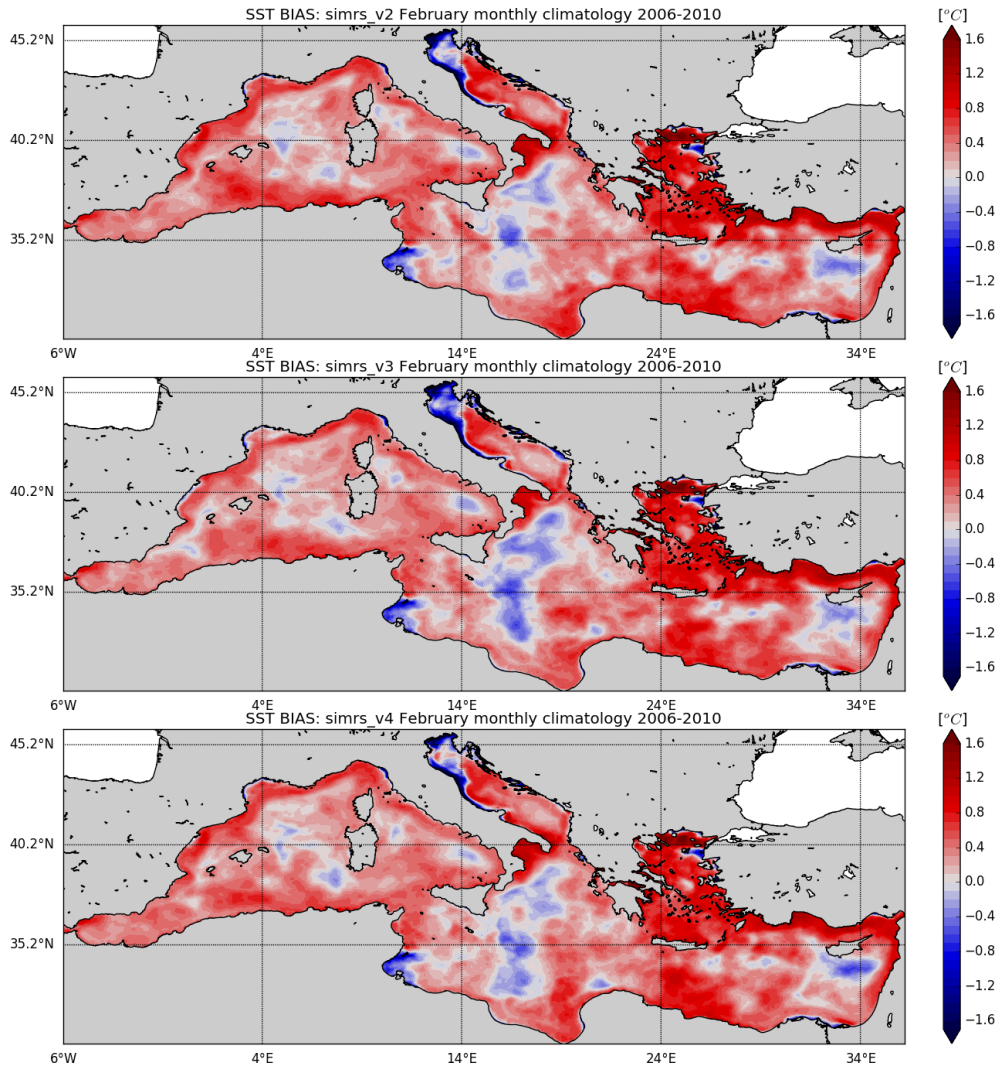 SST BIAS: simrs_v2 February monthly climatology 2006-2010
[°C]
45.2°N
40.2°N
35.2°N
6°W 4°E 14°E 24°E 34°E
1.6
1.2
0.8
0.4
0.0
−0.4
−0.8
−1.2
−1.6
SST BIAS: simrs_v3 February monthly climatology 2006-2010
[°C]
45.2°N
40.2°N
35.2°N
6°W 4°E 14°E 24°E 34°E
1.6
1.2
0.8
0.4
0.0
−0.4
−0.8
−1.2
−1.6
SST BIAS: simrs_v4 February monthly climatology 2006-2010
[°C]
45.2°N
40.2°N
35.2°N
6°W 4°E 14°E 24°E 34°E
1.6
1.2
0.8
0.4
0.0
−0.4
−0.8
−1.2
−1.6